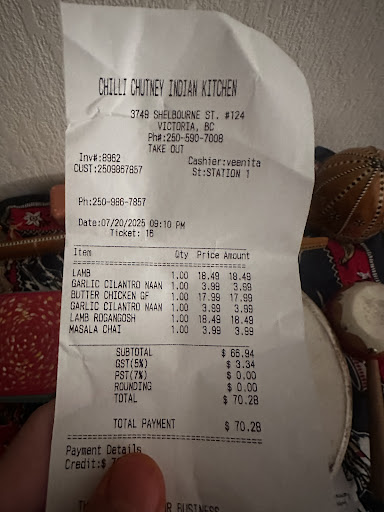 CHILLI CHUTNEY INDIAN KITCHEN
3749 SHELBOURNE ST. #124
VICTORIA, BC
Ph#:250-590-7008
TAKE OUT
Inv#:8962 Cashier:veenita
CUST:2509867857 St:STATION 1
Ph:250-986-7857
Date:07/20/2025 09:10 PM
Ticket: 16
Item Qty Price Amount
LAMB 1.00 18.49 18.49
GARLIC CILANTRO NAAN 1.00 3.99 3.99
BUTTER CHICKEN GF 1.00 17.99 17.99
GARLIC CILANTRO NAAN 1.00 3.99 3.99
LAMB ROGANGOSH 1.00 18.49 18.49
MASALA CHAI 1.00 3.99 3.99
SUBTOTAL $ 66.94
GST(5%) $ 3.34
PST(7%) $ 0.00
ROUNDING $ 0.00
TOTAL $ 70.28
TOTAL PAYMENT $ 70.28
Payment Details
Credit:$
BUSINESS